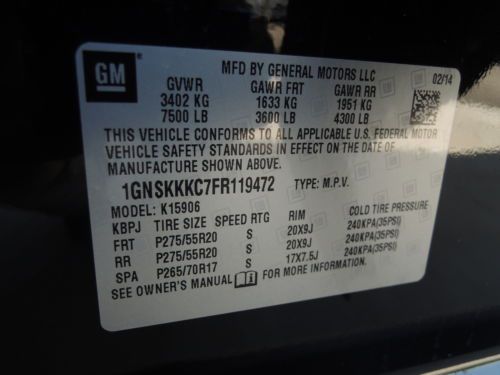 GM
MFD BY GENERAL MOTORS LLC 02/14
GVWR GAWR FRT GAWR RR
3402 KG 1633 KG 1951 KG
7500 LB 3600 LB 4300 LB
THIS VEHICLE CONFORMS TO ALL APPLICABLE U.S. FEDERAL MOTOR
VEHICLE SAFETY STANDARDS IN EFFECT ON THE DATE OF
MANUFACTURE SHOWN ABOVE.
1GNSKKKC7FR119472 TYPE: M.P.V.
MODEL: K15906
KBPJ TIRE SIZE SPEED RTG RIM COLD TIRE PRESSURE
FRT P275/55R20 S 20X9J 240KPA(35PSI)
RR P275/55R20 S 20X9J 240KPA(35PSI)
SPA P265/70R17 S 17X7.5J 240KPA(35PSI)
SEE OWNER'S MANUAL FOR MORE INFORMATION.